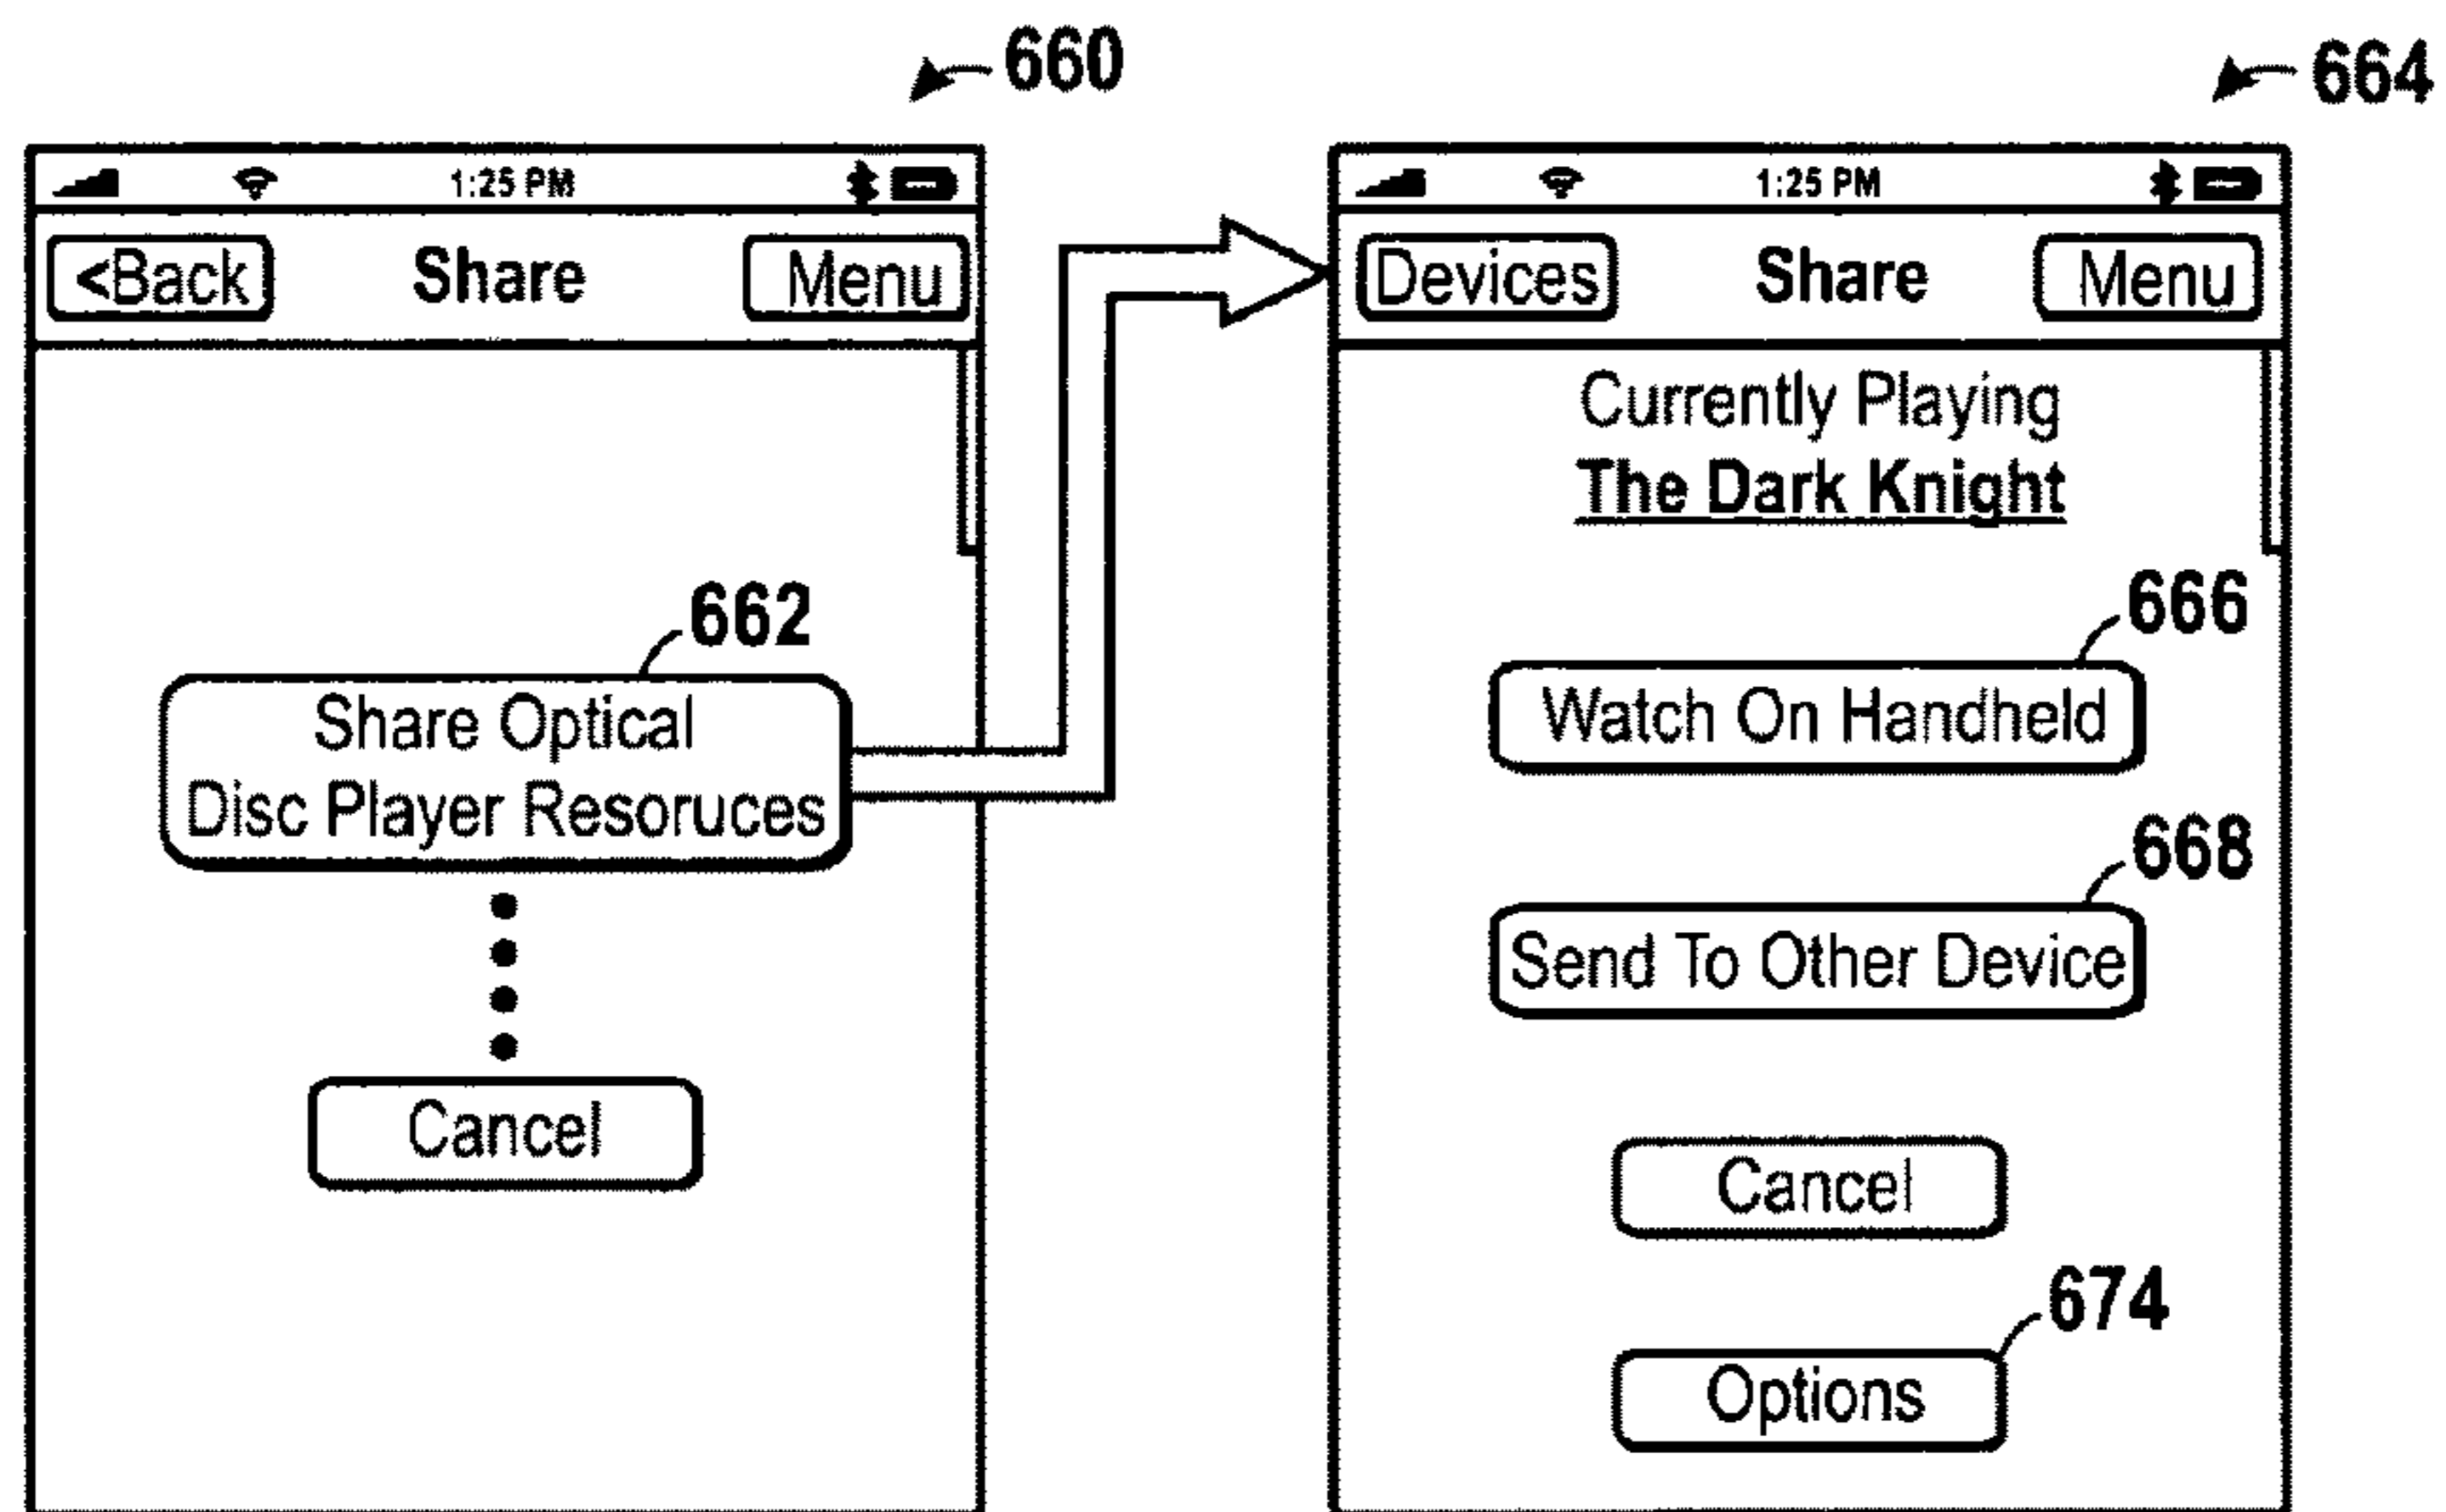 660
1:25 PM
<Back Share Menu
662
Share Optical
Disc Player Resoruces
Cancel
664
1:25 PM
Devices Share Menu
Currently Playing
The Dark Knight
666
Watch On Handheld
668
Send To Other Device
Cancel
674
Options